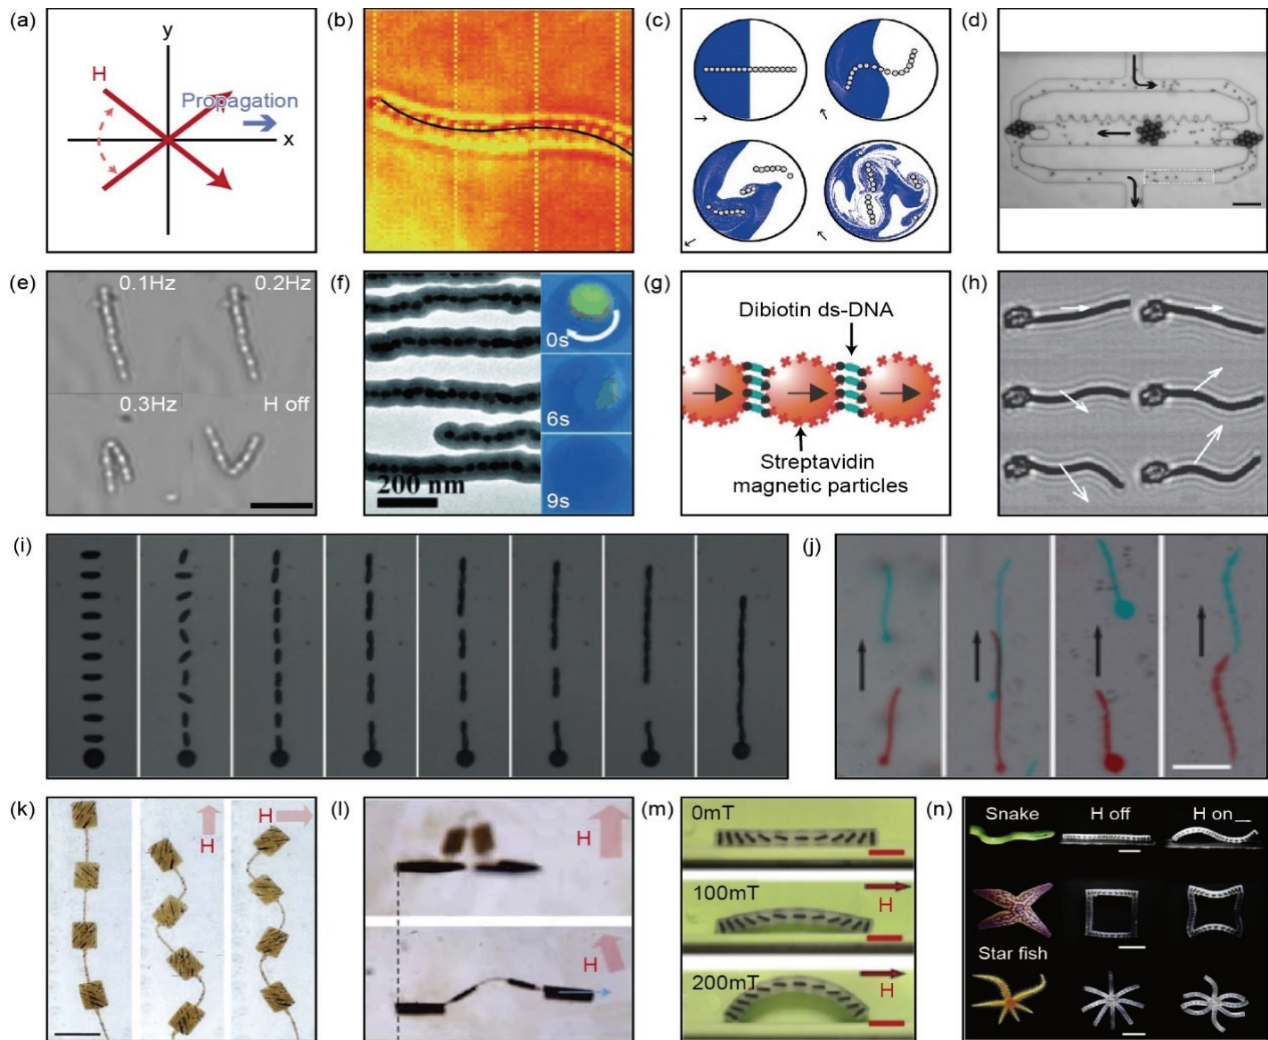 (a)
y
H
Propagation
x
(b)
(c)
(d)
(e)
0.1Hz
0.2Hz
0.3Hz
H off
(f)
200 nm
0s
6s
9s
(g)
Dibiotin ds-DNA
Streptavidin
magnetic particles
(h)
(i)
(j)
(k)
H
H
(l)
H
H
(m)
0mT
100mT
H
200mT
H
(n)
Snake
H off
H on
Star fish